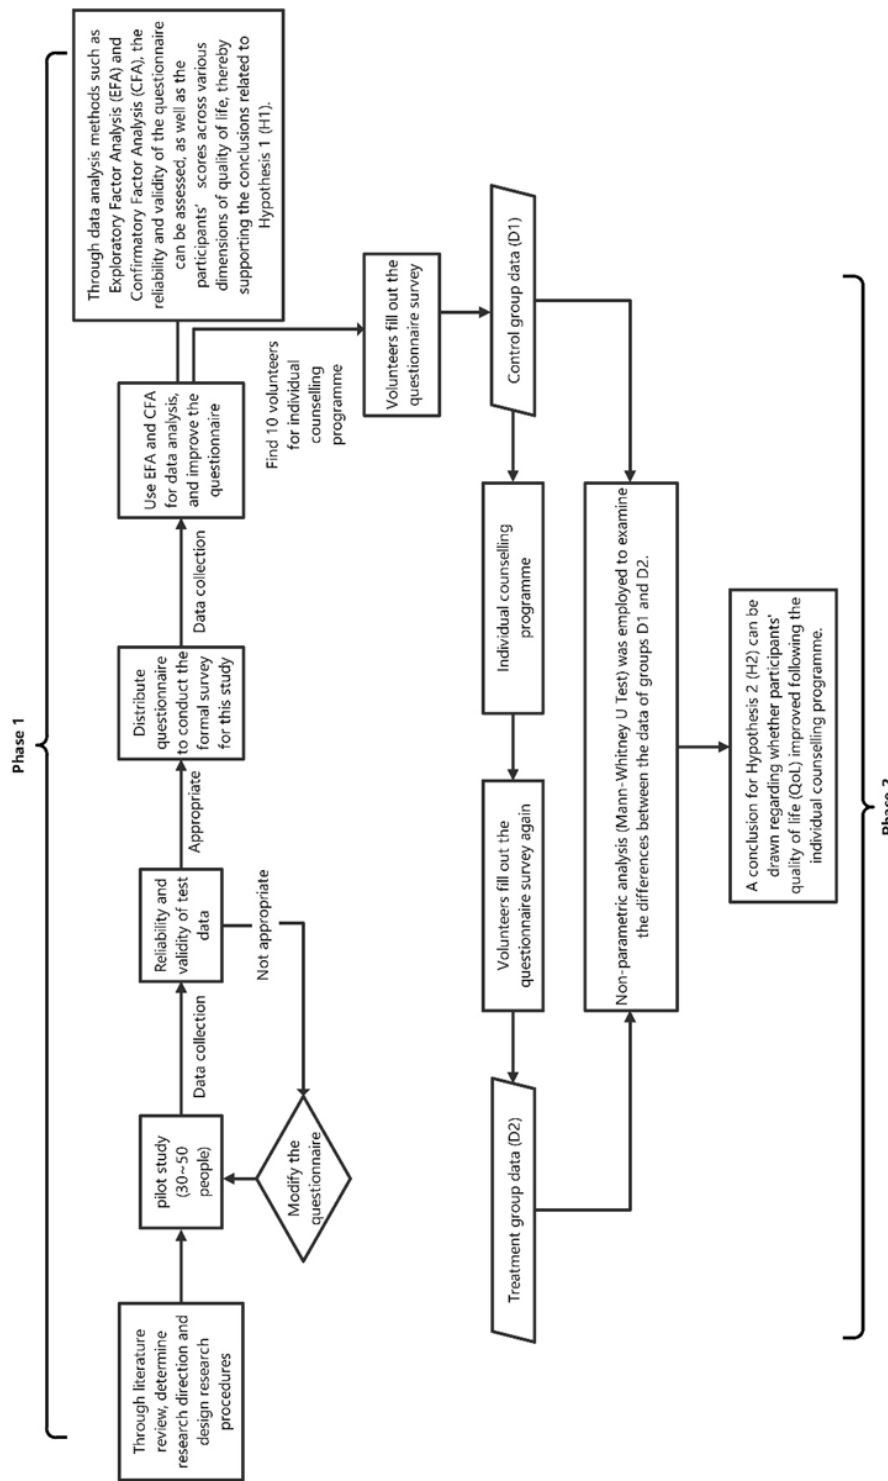 Phase 1
Through literature
review, determine
research direction and
design research
procedures
pilot study
(30~50
people)
Data collection
Modify the
questionnaire
Reliability and
validity of test
data
Not appropriate
Appropriate
Distribute
questionnaire
to conduct the
formal survey
for this study
Data collection
Use EFA and CFA
for data analysis,
and improve the
questionnaire
Through data analysis methods such as
Exploratory Factor Analysis (EFA) and
Confirmatory Factor Analysis (CFA), the
reliability and validity of the questionnaire
can be assessed, as well as the
participants' scores across various
dimensions of quality of life, thereby
supporting the conclusions related to
Hypothesis 1 (H1).
Find 10 volunteers
for individual
counselling
programme
Volunteers fill out the
questionnaire survey
Control group data (D1)
Individual counselling
programme
Volunteers fill out the
questionnaire survey again
Treatment group data (D2)
Non-parametric analysis (Mann-Whitney U Test) was employed to examine
the differences between the data of groups D1 and D2.
A conclusion for Hypothesis 2 (H2) can be
drawn regarding whether participants'
quality of life (QoL) improved following the
individual counselling programme.
Phase 2